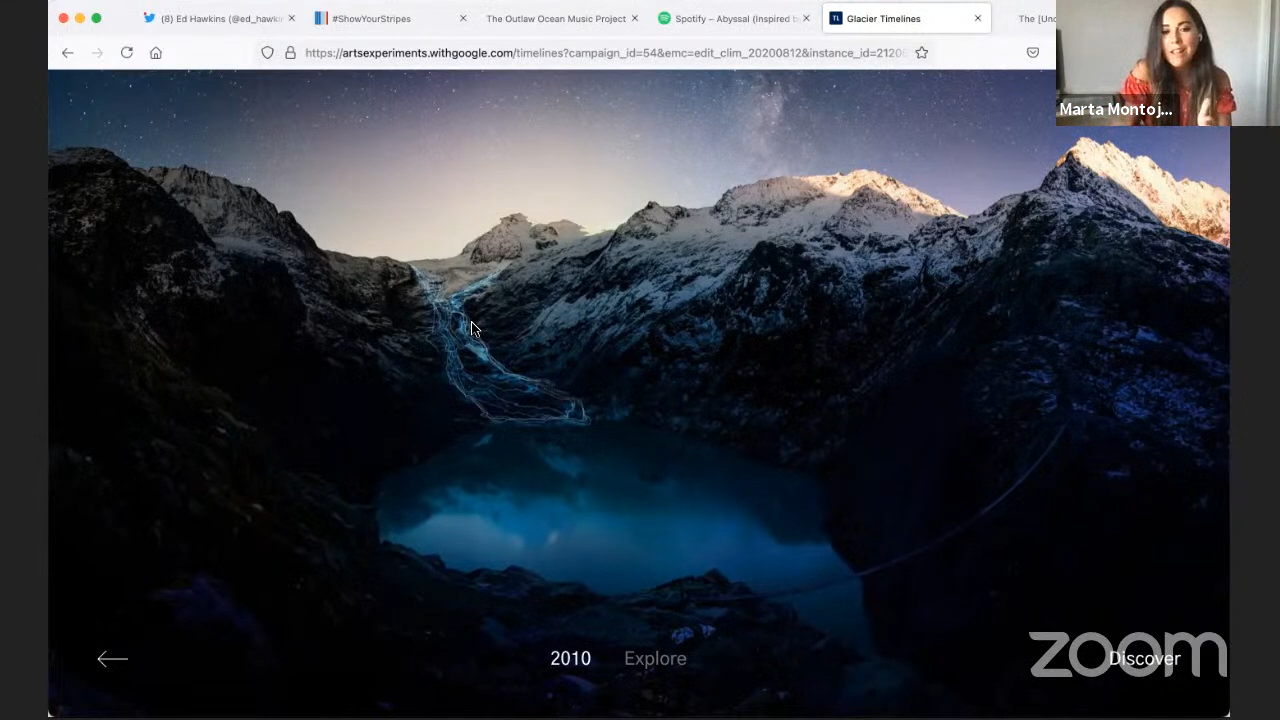 (8) Ed Hawkins (@ed_hawki
#ShowYourStripes
The Outlaw Ocean Music Project
Spotify – Abyssal (Inspired b
TL Glacier Timelines
The [Un
https://artsexperiments.withgoogle.com/timelines?campaign_id=54&emc=edit_clim_20200812&instance_id=2120
Marta Montoj...
2010
Explore
Discover
zoom